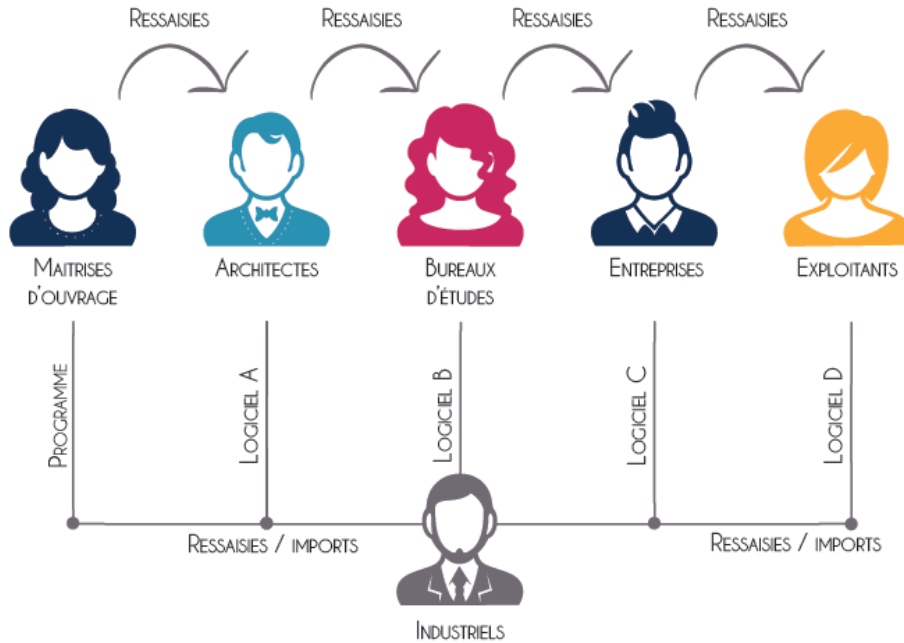 Ressaisies
Ressaisies
Ressaisies
Ressaisies
Maitrises
d'ouvrage
Architectes
Bureaux
d'études
Entreprises
Exploitants
Programme
Logiciel A
Logiciel B
Logiciel C
Logiciel D
Ressaisies / imports
Ressaisies / imports
Industriels